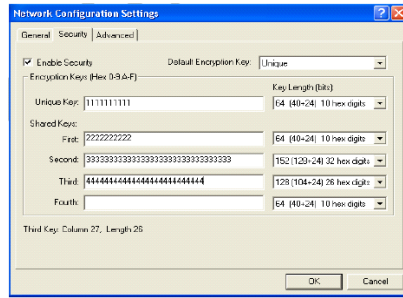 Network Configuration Settings
General Security Advanced
Enable Security Default Encryption Key: Unique
Encryption Keys (Hex 0-9,A-F)
Key Length (bits)
Unique Key: 1111111111 64 (40+24) 10 hex digits
Shared Keys:
First: 2222222222 64 (40+24) 10 hex digits
Second: 33333333333333333333333333333333 152 (128+24) 32 hex digits
Third: 44444444444444444444444444 128 (104+24) 26 hex digits
Fourth: 64 (40+24) 10 hex digits
Third Key: Column 27, Length 26
OK Cancel